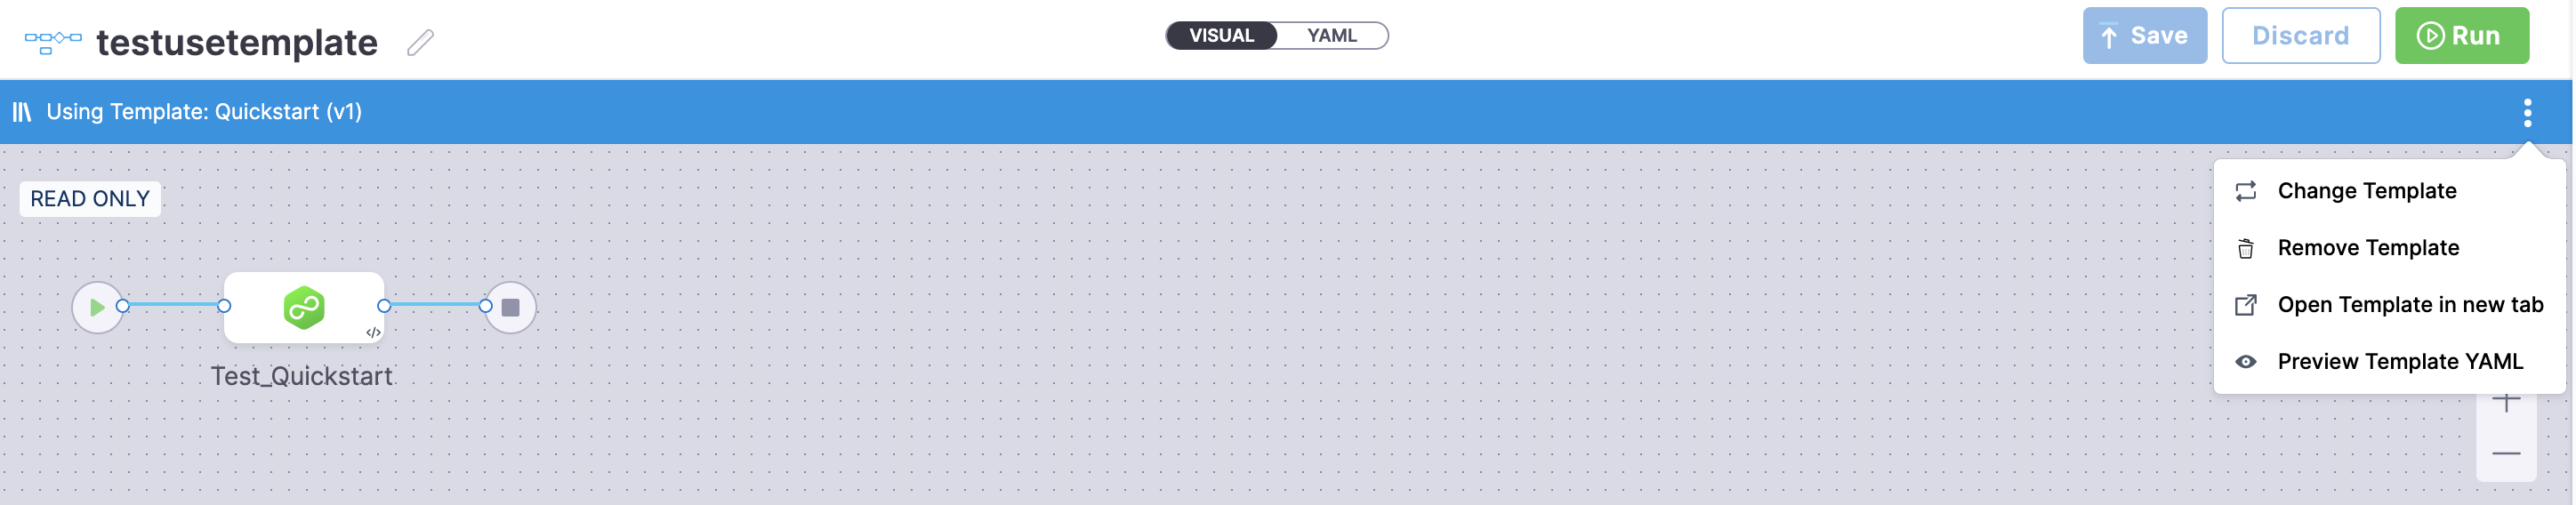 testusetemplate
VISUAL YAML
Save Discard Run
Using Template: Quickstart (v1)
READ ONLY
Change Template
Remove Template
Open Template in new tab
Preview Template YAML
</>
Test_Quickstart